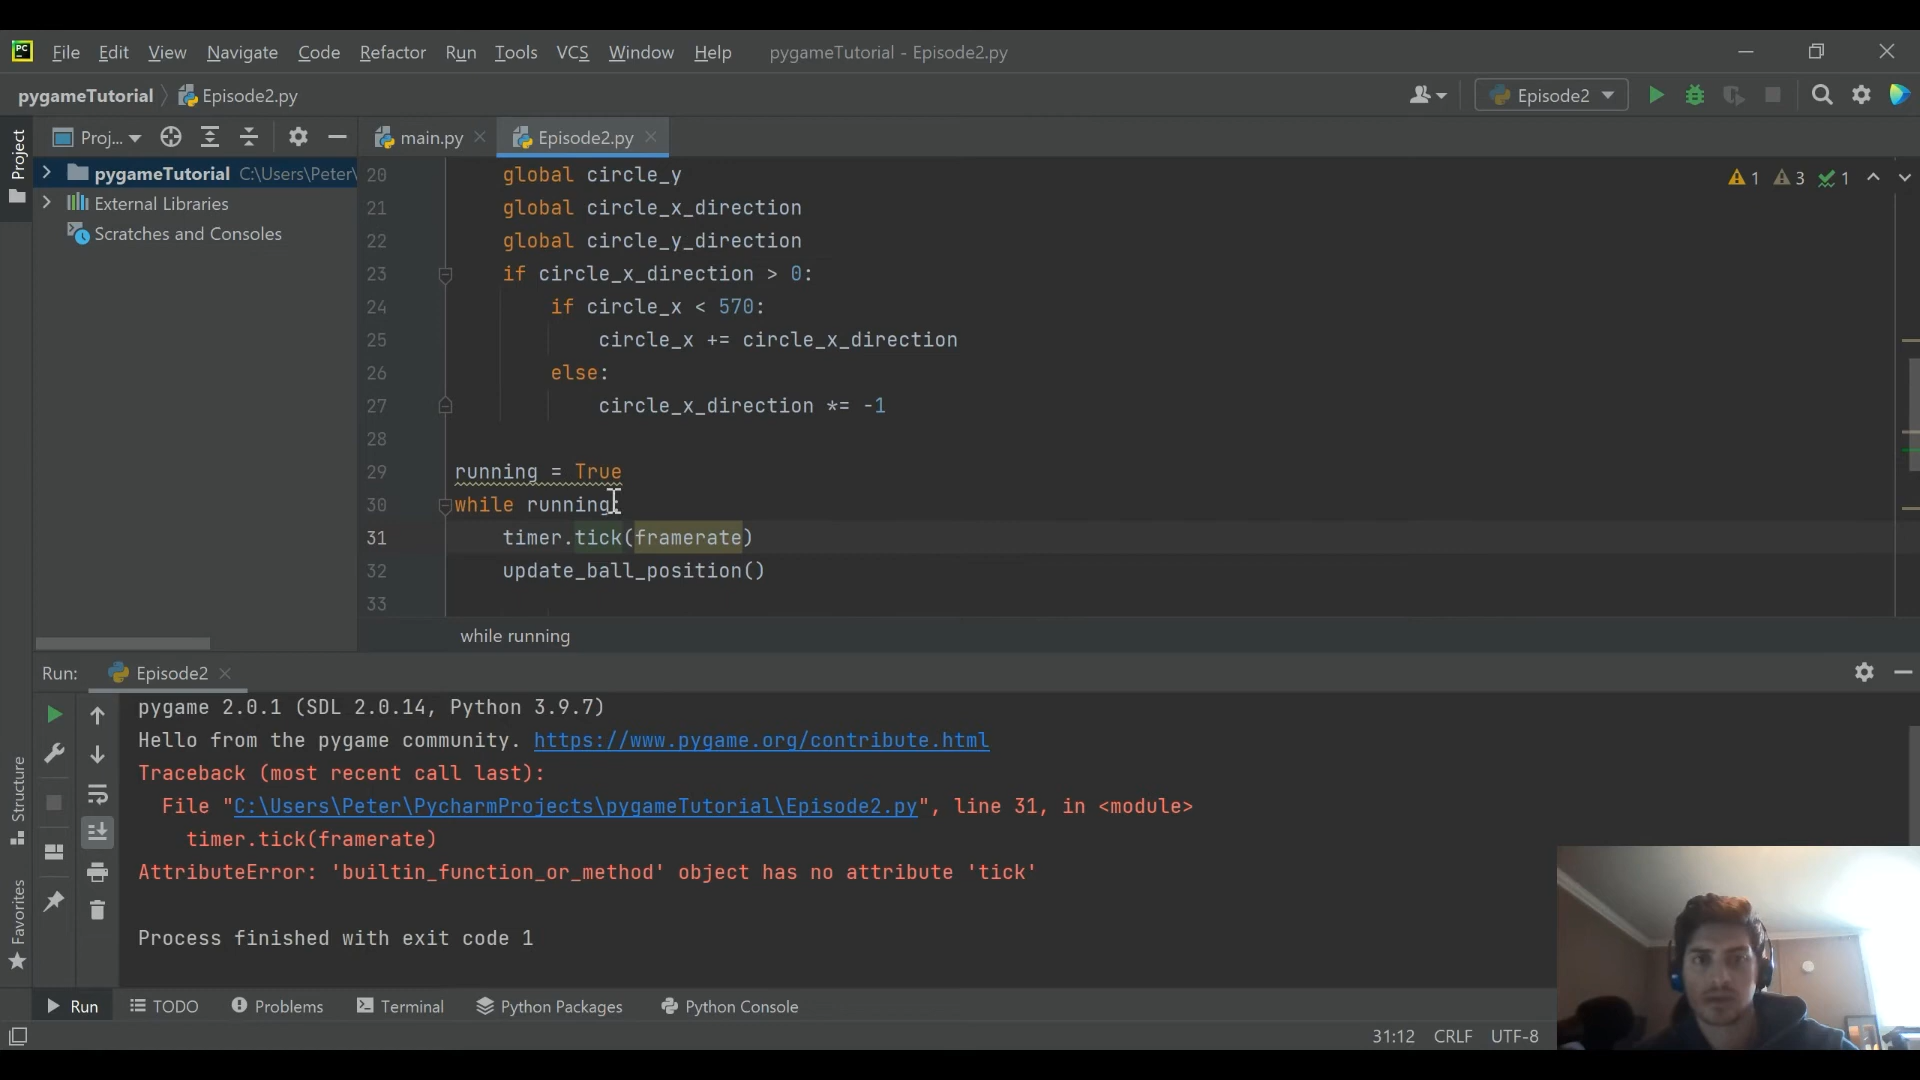 PC File Edit View Navigate Code Refactor Run Tools VCS Window Help pygameTutorial - Episode2.py
pygameTutorial Episode2.py Episode2
Proj... main.py Episode2.py
Project
pygameTutorial C:\Users\Peter\
External Libraries
Scratches and Consoles
1 3 1
20 global circle_y
21 global circle_x_direction
22 global circle_y_direction
23 if circle_x_direction > 0:
24 if circle_x < 570:
25 circle_x += circle_x_direction
26 else:
27 circle_x_direction *= -1
28
29 running = True
30 while running:
31 timer.tick(framerate)
32 update_ball_position()
33
while running
Run: Episode2
pygame 2.0.1 (SDL 2.0.14, Python 3.9.7)
Hello from the pygame community. https://www.pygame.org/contribute.html
Traceback (most recent call last):
File "C:\Users\Peter\PycharmProjects\pygameTutorial\Episode2.py", line 31, in <module>
timer.tick(framerate)
AttributeError: 'builtin_function_or_method' object has no attribute 'tick'
Process finished with exit code 1
Structure
Favorites
Run TODO Problems Terminal Python Packages Python Console
31:12 CRLF UTF-8